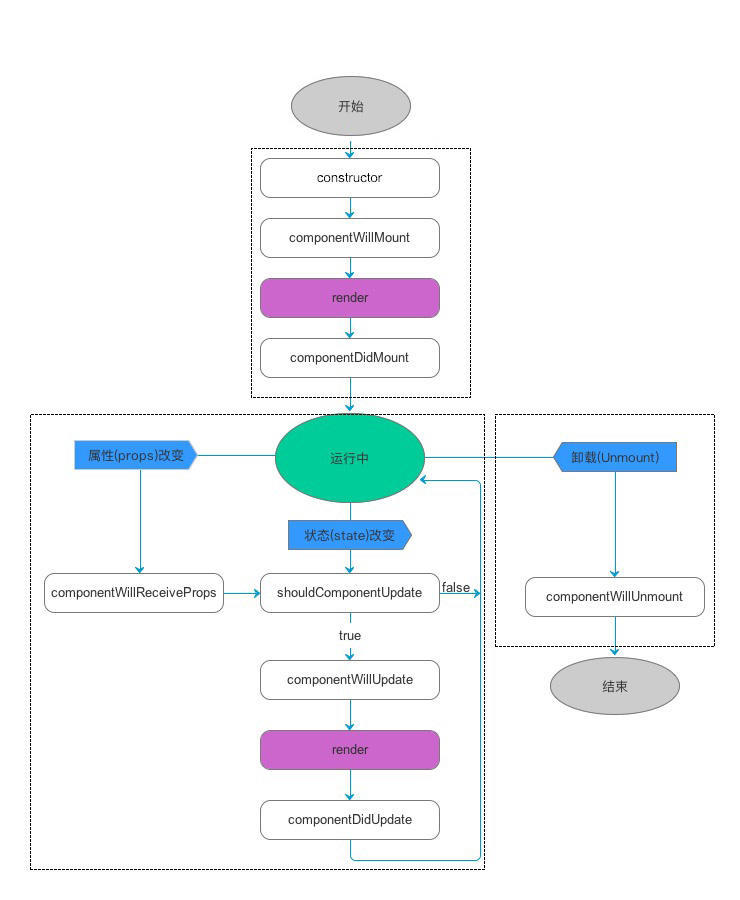 开始
constructor
componentWillMount
render
componentDidMount
属性(props)改变
运行中
卸载(Unmount)
状态(state)改变
componentWillReceiveProps
shouldComponentUpdate
false
componentWillUnmount
true
componentWillUpdate
结束
render
componentDidUpdate